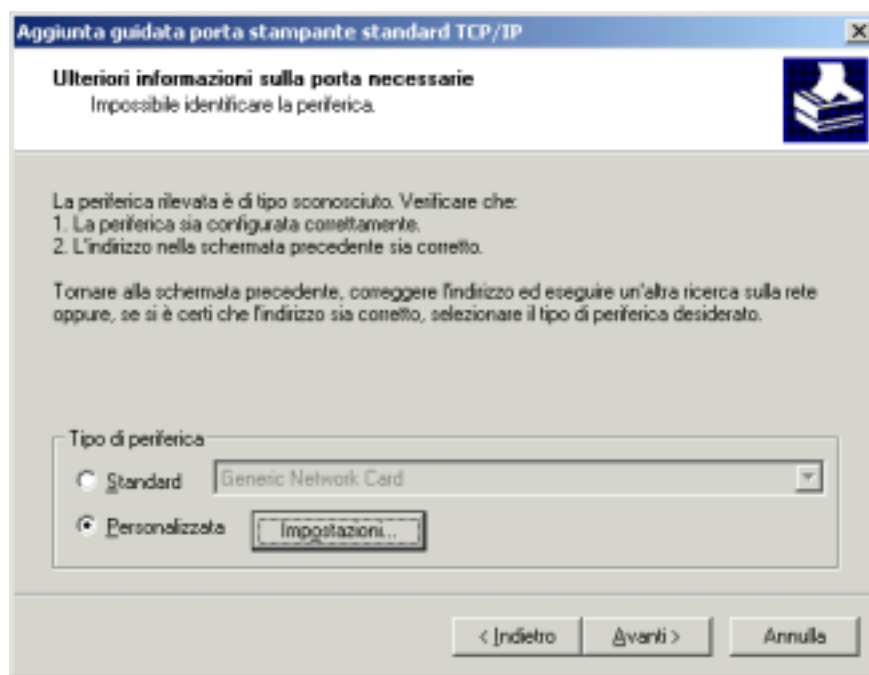 Aggiunta guidata porta stampante standard TCP/IP
Ulteriori informazioni sulla porta necessarie
Impossibile identificare la periferica.
La periferica rilevata è di tipo sconosciuto. Verificare che:
1. La periferica sia configurata correttamente.
2. L'indirizzo nella schermata precedente sia corretto.
Tornare alla schermata precedente, correggere l'indirizzo ed eseguire un'altra ricerca sulla rete
oppure, se si è certi che l'indirizzo sia corretto, selezionare il tipo di periferica desiderato.
Tipo di periferica
Standard Generic Network Card
Personalizzata Impostazioni...
< Indietro Avanti > Annulla